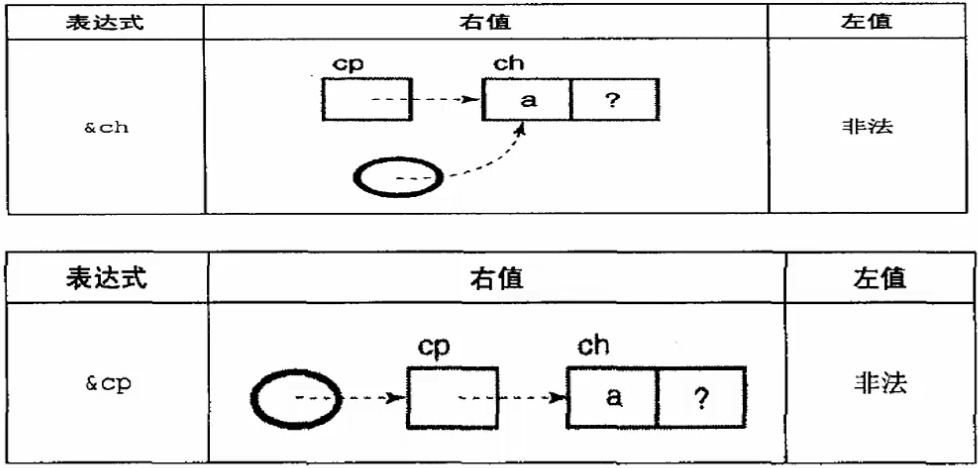 表达式 右值 左值
cp ch
a ?
&ch 非法
表达式 右值 左值
cp ch
&cp a ? 非法